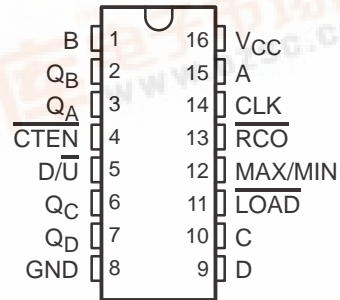 B 1 16 VCC
QB 2 15 A
QA 3 14 CLK
CTEN 4 13 RCO
D/U 5 12 MAX/MIN
QC 6 11 LOAD
QD 7 10 C
GND 8 9 D